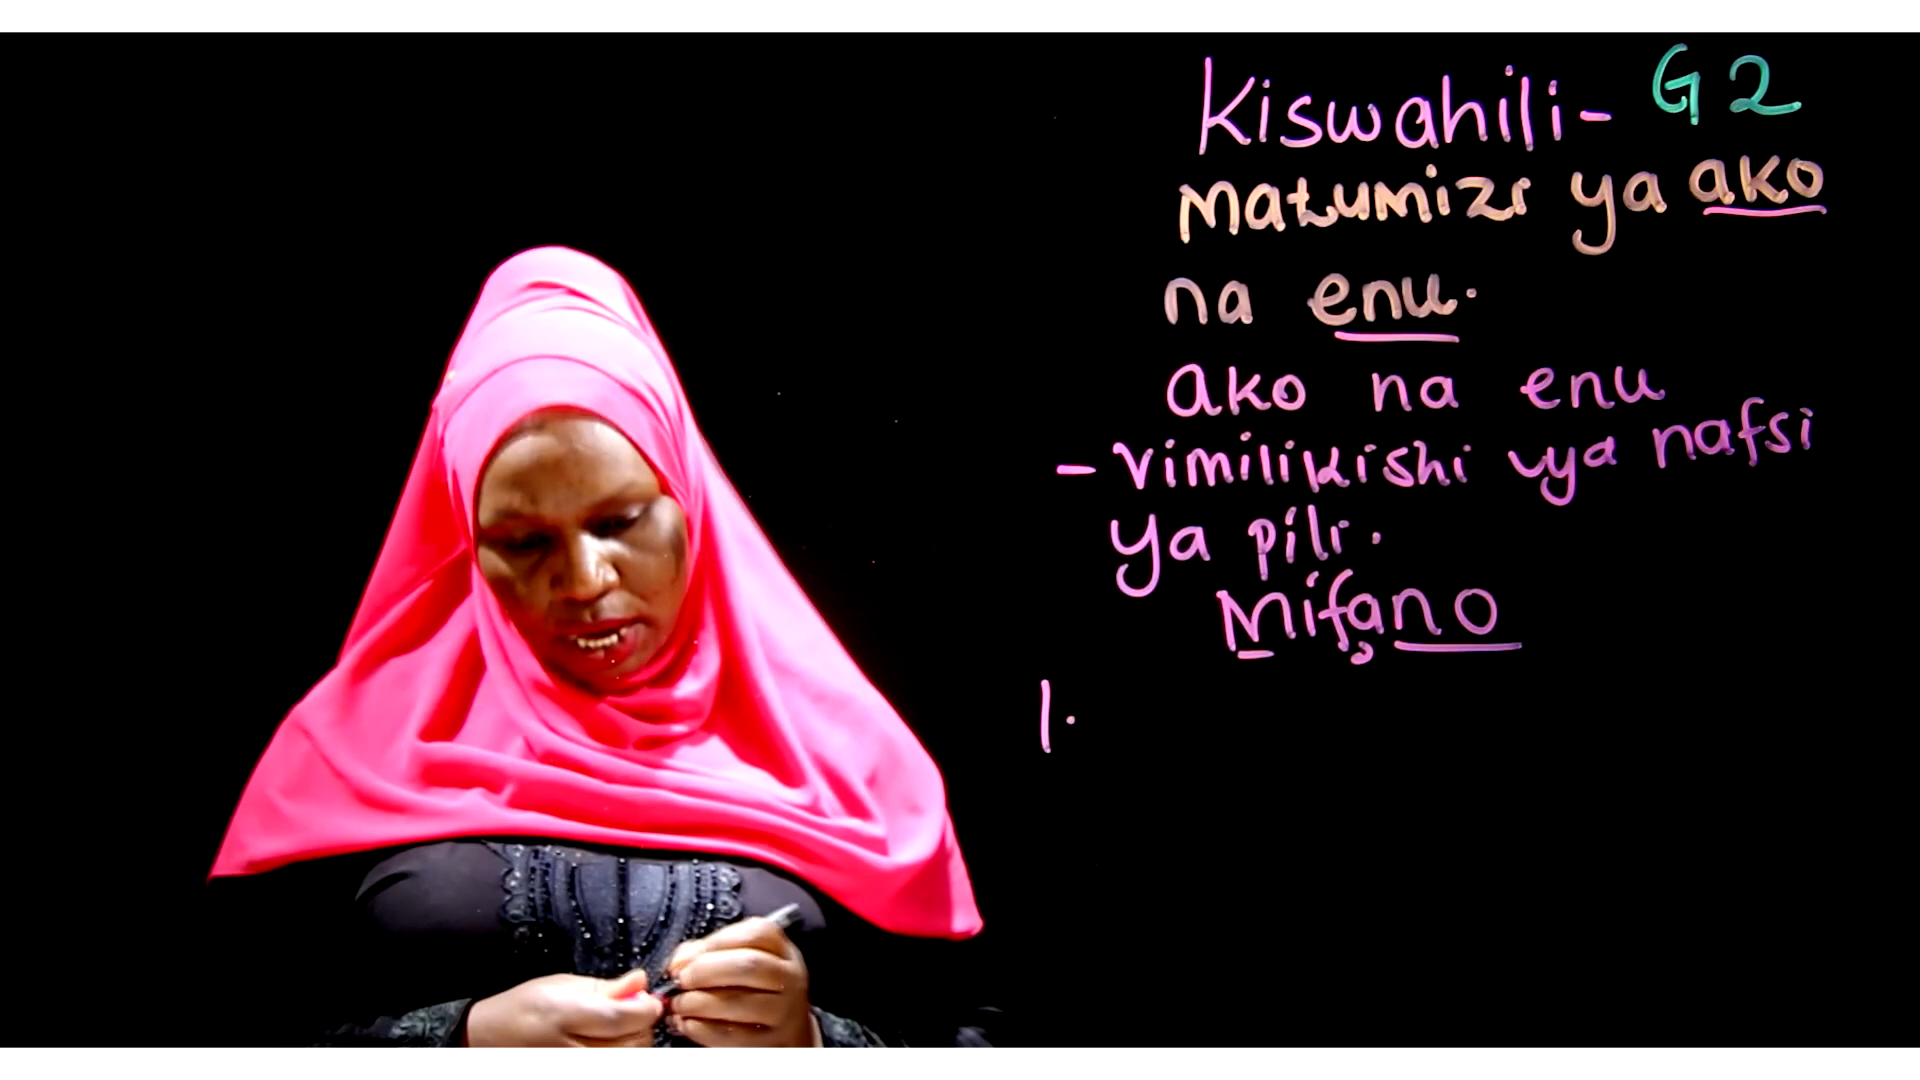 Kiswahili- G2
Matumizi ya ako
na enu.
ako na enu
- vimilikishi vya nafsi
ya pili.
Mifano
1.